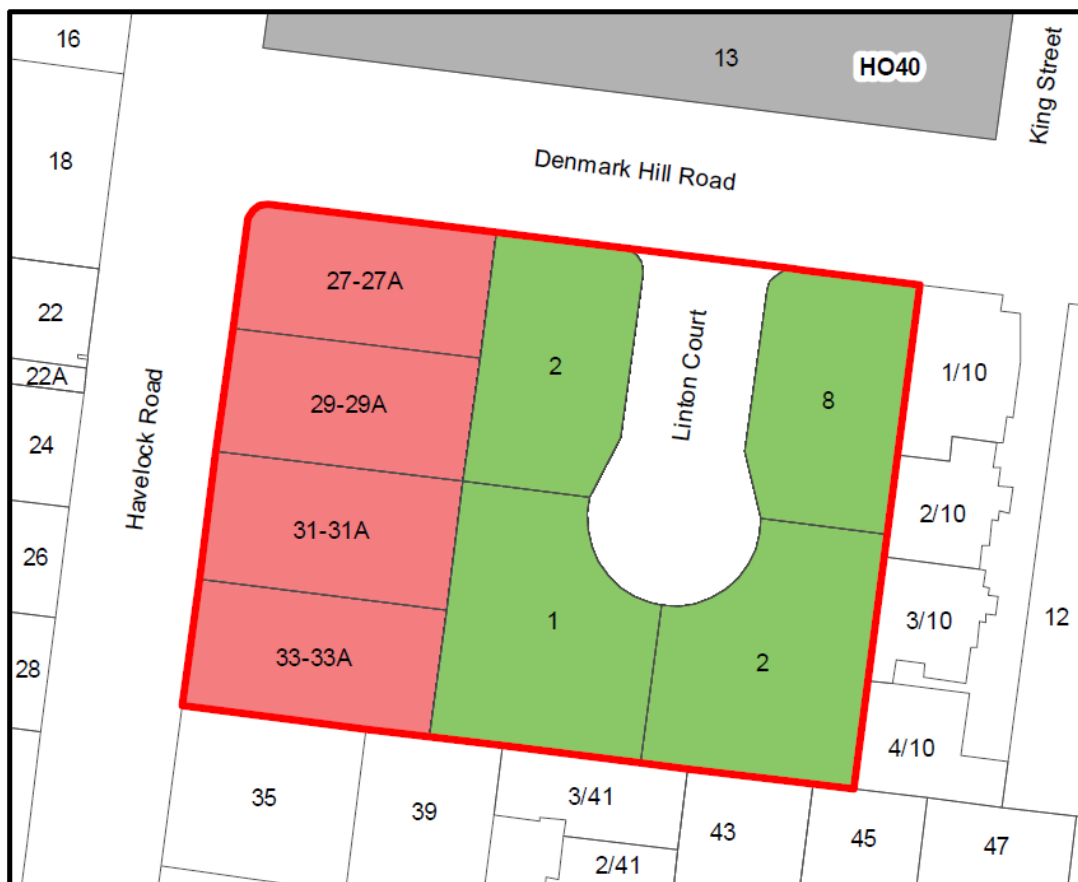 16
13
HO40
King Street
18
Denmark Hill Road
27-27A
22
2
Linton Court
1/10
22A
29-29A
8
24
Havelock Road
2/10
31-31A
26
3/10
12
1
28
33-33A
2
4/10
35
39
3/41
43
45
47
2/41